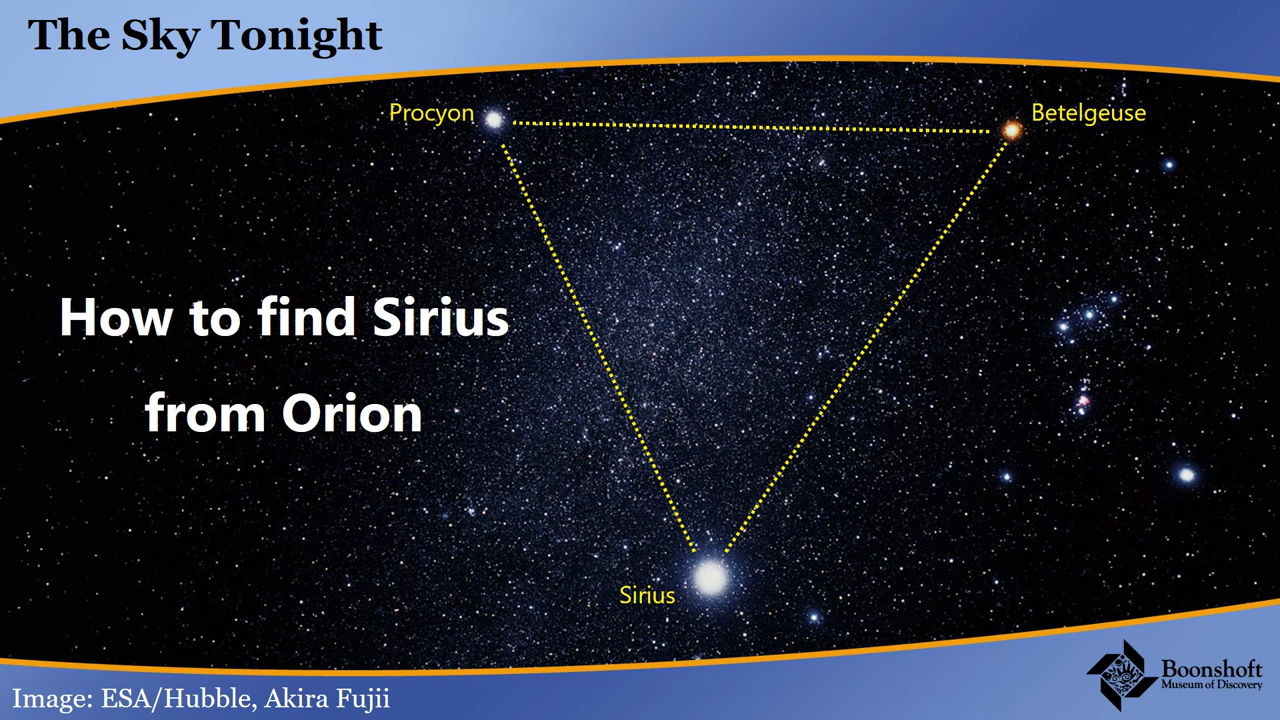 The Sky Tonight
Procyon
Betelgeuse
How to find Sirius
from Orion
Sirius
Image: ESA/Hubble, Akira Fujii
Boonshoft
Museum of Discovery